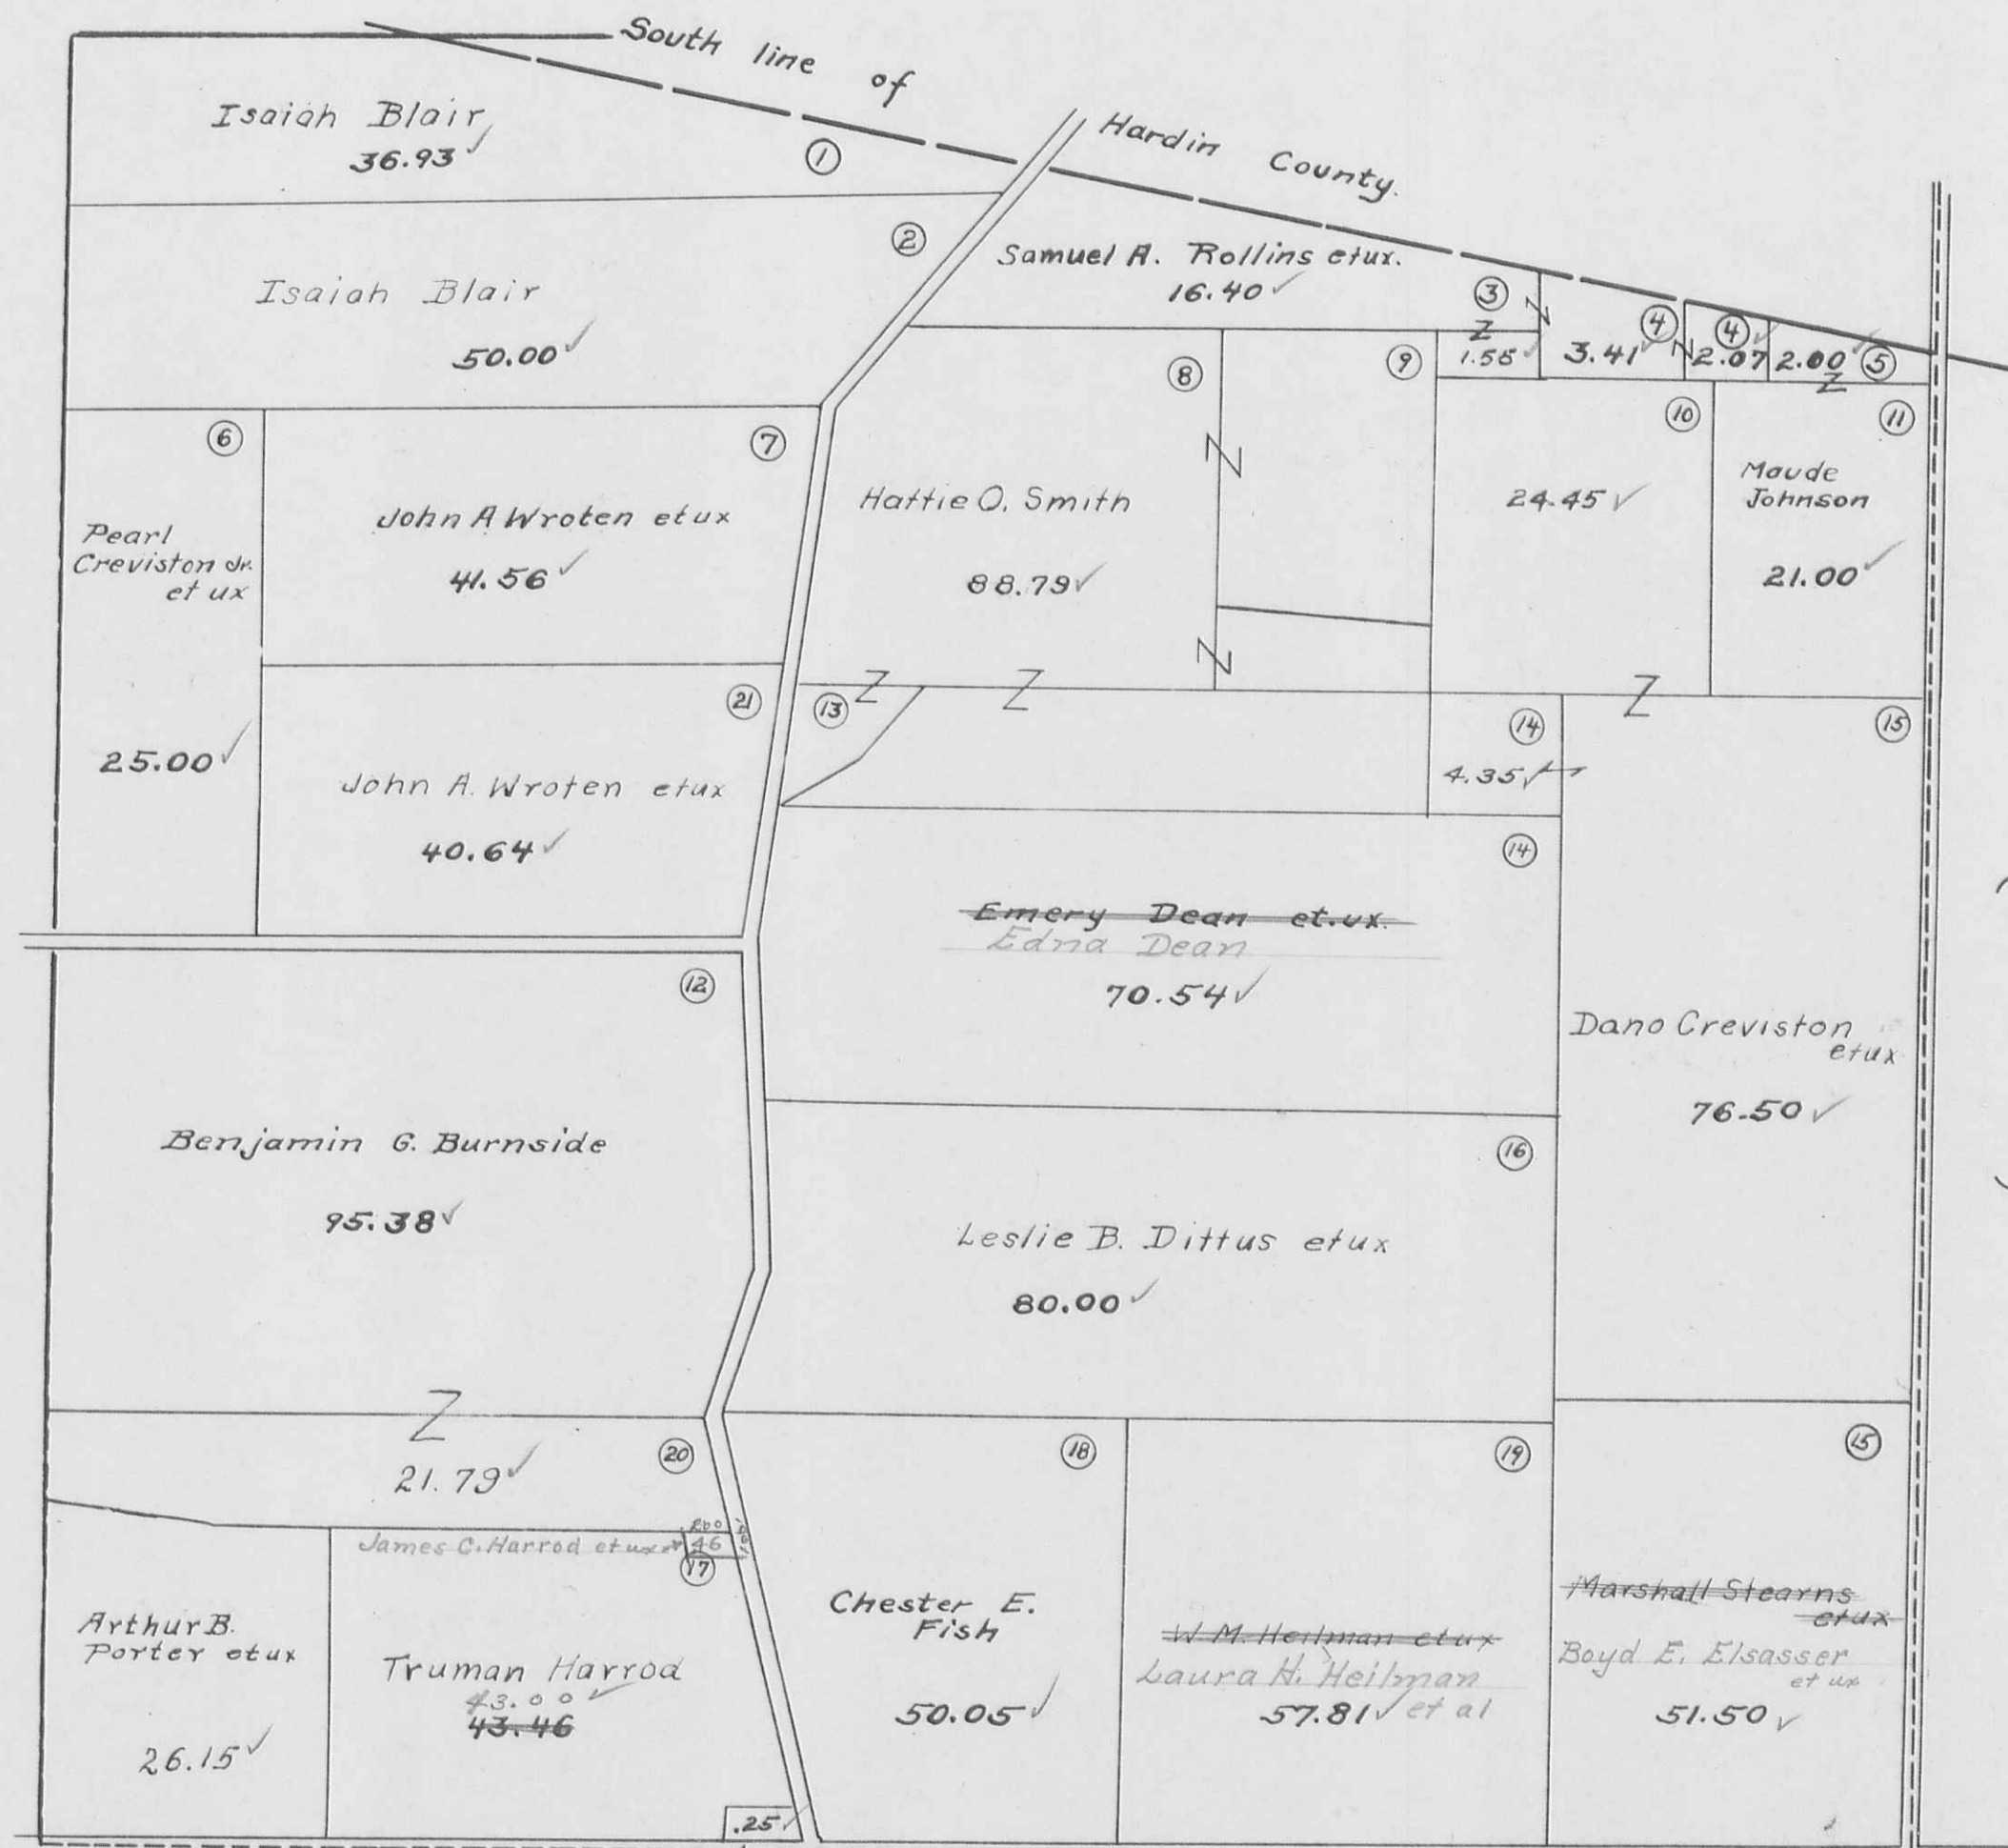 South line of
Hardin County.
Isaiah Blair
36.93 ✓
1
2
Isaiah Blair
50.00 ✓
Samuel A. Rollins etux.
16.40 ✓
3
1.58 ✓
3.41 ✓
4
4
2.07 ✓
2.00 ✓
5
6
Pearl
Creviston Jr.
et ux
25.00 ✓
7
John A Wroten etux
41.56 ✓
8
Hattie O. Smith
88.79 ✓
9
10
24.45 ✓
11
Maude
Johnson
21.00 ✓
21
John A. Wroten etux
40.64 ✓
13
14
4.35 ✓
15
14
Emery Dean et.ux.
Edna Dean
70.54 ✓
Dano Creviston
etux
76.50 ✓
12
Benjamin G. Burnside
95.38 ✓
16
Leslie B. Dittus etux
80.00 ✓
20
21.79 ✓
James C. Harrod etux
200
100'
.46
17
Arthur B.
Porter etux
26.15 ✓
Truman Harrod
43.00 ✓
43.46
.25 ✓
18
Chester E.
Fish
50.05 ✓
19
W M. Heilman etux
Laura H. Heilman
57.81 ✓ et al
15
Marshall Stearns
etux
Boyd E. Elsasser
et ux
51.50 ✓